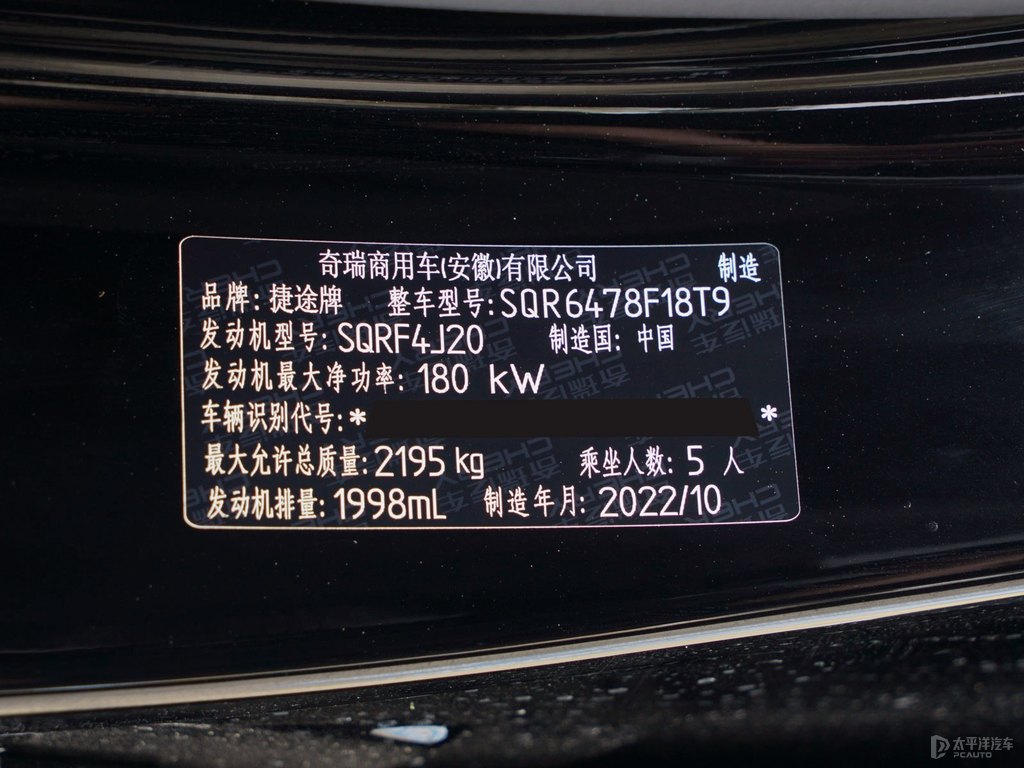 奇瑞商用车(安徽)有限公司 制造
品牌:捷途牌 整车型号:SQR6478F18T9
发动机型号:SQRF4J20 制造国:中国
发动机最大净功率:180 kW
车辆识别代号:* *
最大允许总质量:2195kg 乘坐人数:5 人
发动机排量:1998mL 制造年月:2022/10
太平洋汽车
PCAUTO